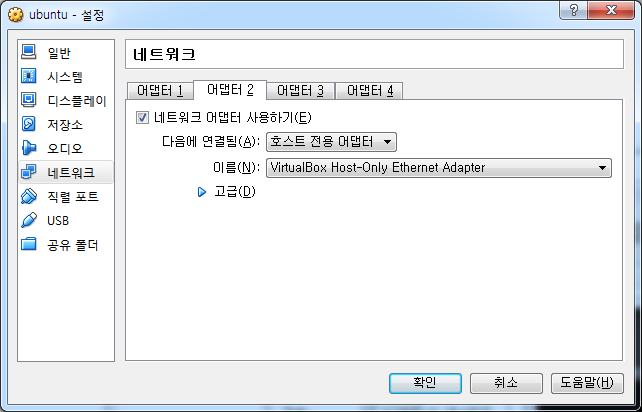 ubuntu - 설정
일반
시스템
디스플레이
저장소
오디오
네트워크
직렬 포트
USB
공유 폴더
네트워크
어댑터 1 어댑터 2 어댑터 3 어댑터 4
네트워크 어댑터 사용하기(E)
다음에 연결됨(A): 호스트 전용 어댑터
이름(N): VirtualBox Host-Only Ethernet Adapter
고급(D)
확인 취소 도움말(H)